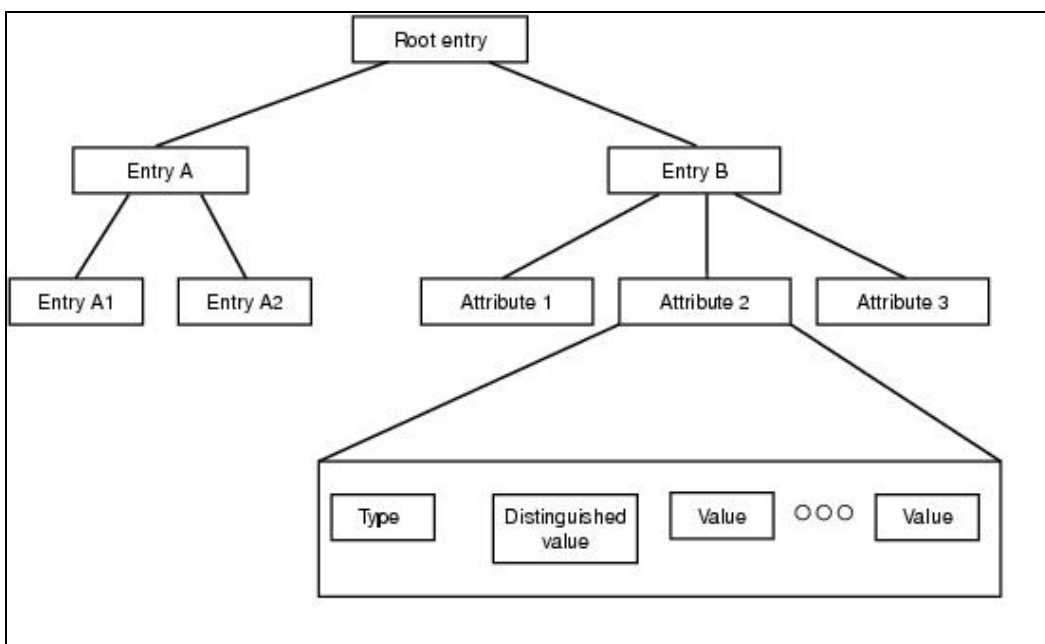 Root entry
Entry A
Entry B
Entry A1
Entry A2
Attribute 1
Attribute 2
Attribute 3
Type
Distinguished
value
Value
Value